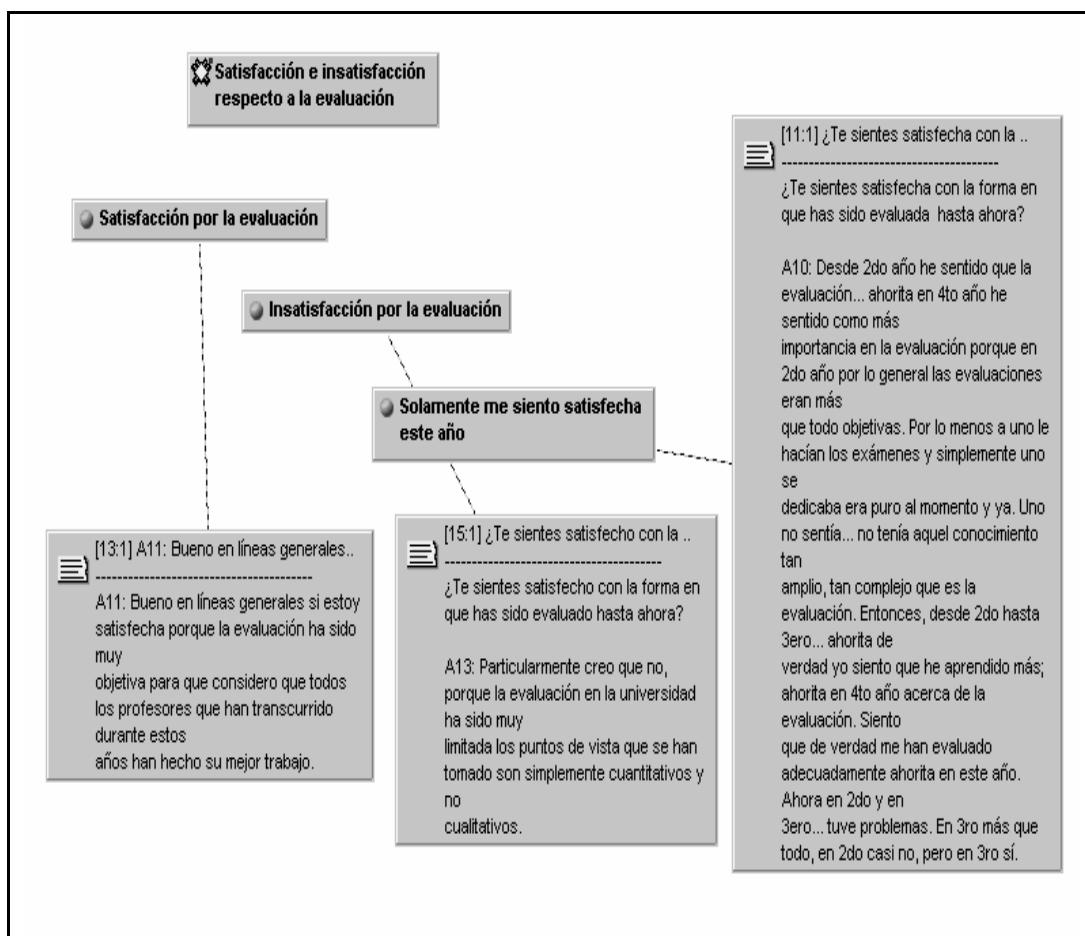 Satisfacción e insatisfacción
respecto a la evaluación
Satisfacción por la evaluación
Insatisfacción por la evaluación
Solamente me siento satisfecha
este año
[13:1] A11: Bueno en líneas generales..
----------------------------------------
A11: Bueno en líneas generales si estoy
satisfecha porque la evaluación ha sido
muy
objetiva para que considero que todos
los profesores que han transcurrido
durante estos
años han hecho su mejor trabajo.
[15:1] ¿Te sientes satisfecho con la ..
----------------------------------------
¿Te sientes satisfecho con la forma en
que has sido evaluado hasta ahora?
A13: Particularmente creo que no,
porque la evaluación en la universidad
ha sido muy
limitada los puntos de vista que se han
tomado son simplemente cuantitativos y
no
cualitativos.
[11:1] ¿Te sientes satisfecha con la ..
----------------------------------------
¿Te sientes satisfecha con la forma en
que has sido evaluada hasta ahora?
A10: Desde 2do año he sentido que la
evaluación... ahorita en 4to año he
sentido como más
importancia en la evaluación porque en
2do año por lo general las evaluaciones
eran más
que todo objetivas. Por lo menos a uno le
hacían los exámenes y simplemente uno
se
dedicaba era puro al momento y ya. Uno
no sentía... no tenía aquel conocimiento
tan
amplio, tan complejo que es la
evaluación. Entonces, desde 2do hasta
3ero... ahorita de
verdad yo siento que he aprendido más;
ahorita en 4to año acerca de la
evaluación. Siento
que de verdad me han evaluado
adecuadamente ahorita en este año.
Ahora en 2do y en
3ero... tuve problemas. En 3ro más que
todo, en 2do casi no, pero en 3ro sí.